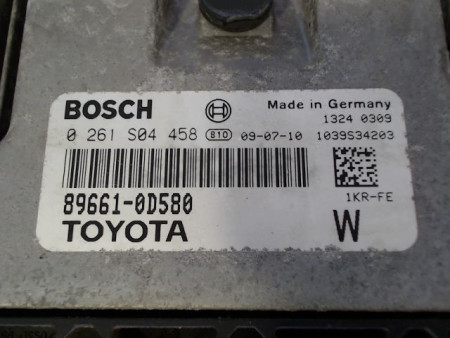 BOSCH Made in Germany
1324 0309
0 261 S04 458 810 09-07-10 1039S34203
89661-0D580 1KR-FE
TOYOTA W